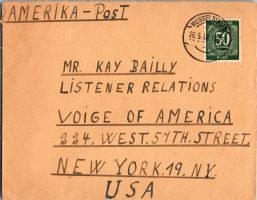 AMERIKA-POST
MR. KAY BAILLY
LISTENER RELATIONS
VOIGE OF AMERICA
224. WEST. 57TH. STREET.
NEW YORK. 19. NY.
USA
50